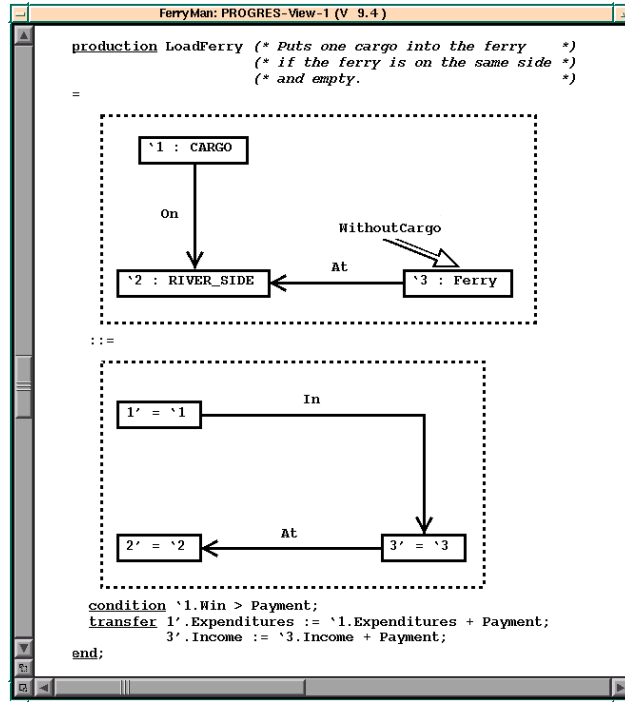 FerryMan: PROGRES-View-1 (V 9.4)
production LoadFerry (* Puts one cargo into the ferry *)
(* if the ferry is on the same side *)
(* and empty. *)
=
`1 : CARGO
On
WithoutCargo
At
`2 : RIVER_SIDE
`3 : Ferry
::=
In
1' = `1
At
2' = `2
3' = `3
condition `1.Win > Payment;
transfer 1'.Expenditures := `1.Expenditures + Payment;
3'.Income := `3.Income + Payment;
end;